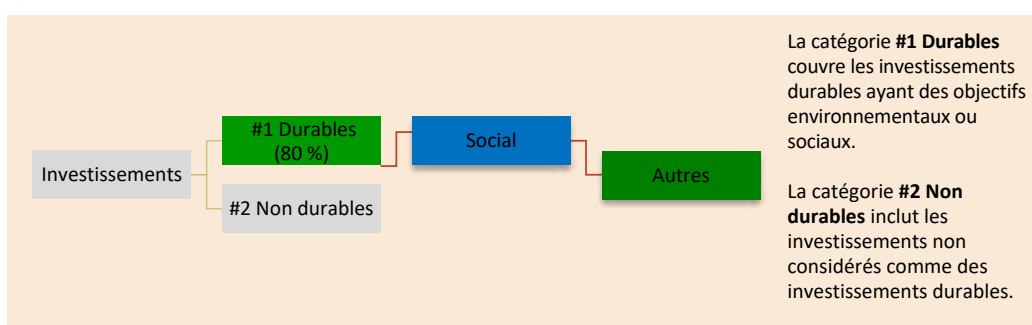 Investissements
#1 Durables
(80 %)
#2 Non durables
Social
Autres
La catégorie #1 Durables
couvre les investissements
durables ayant des objectifs
environnementaux ou
sociaux.
La catégorie #2 Non
durables inclut les
investissements non
considérés comme des
investissements durables.